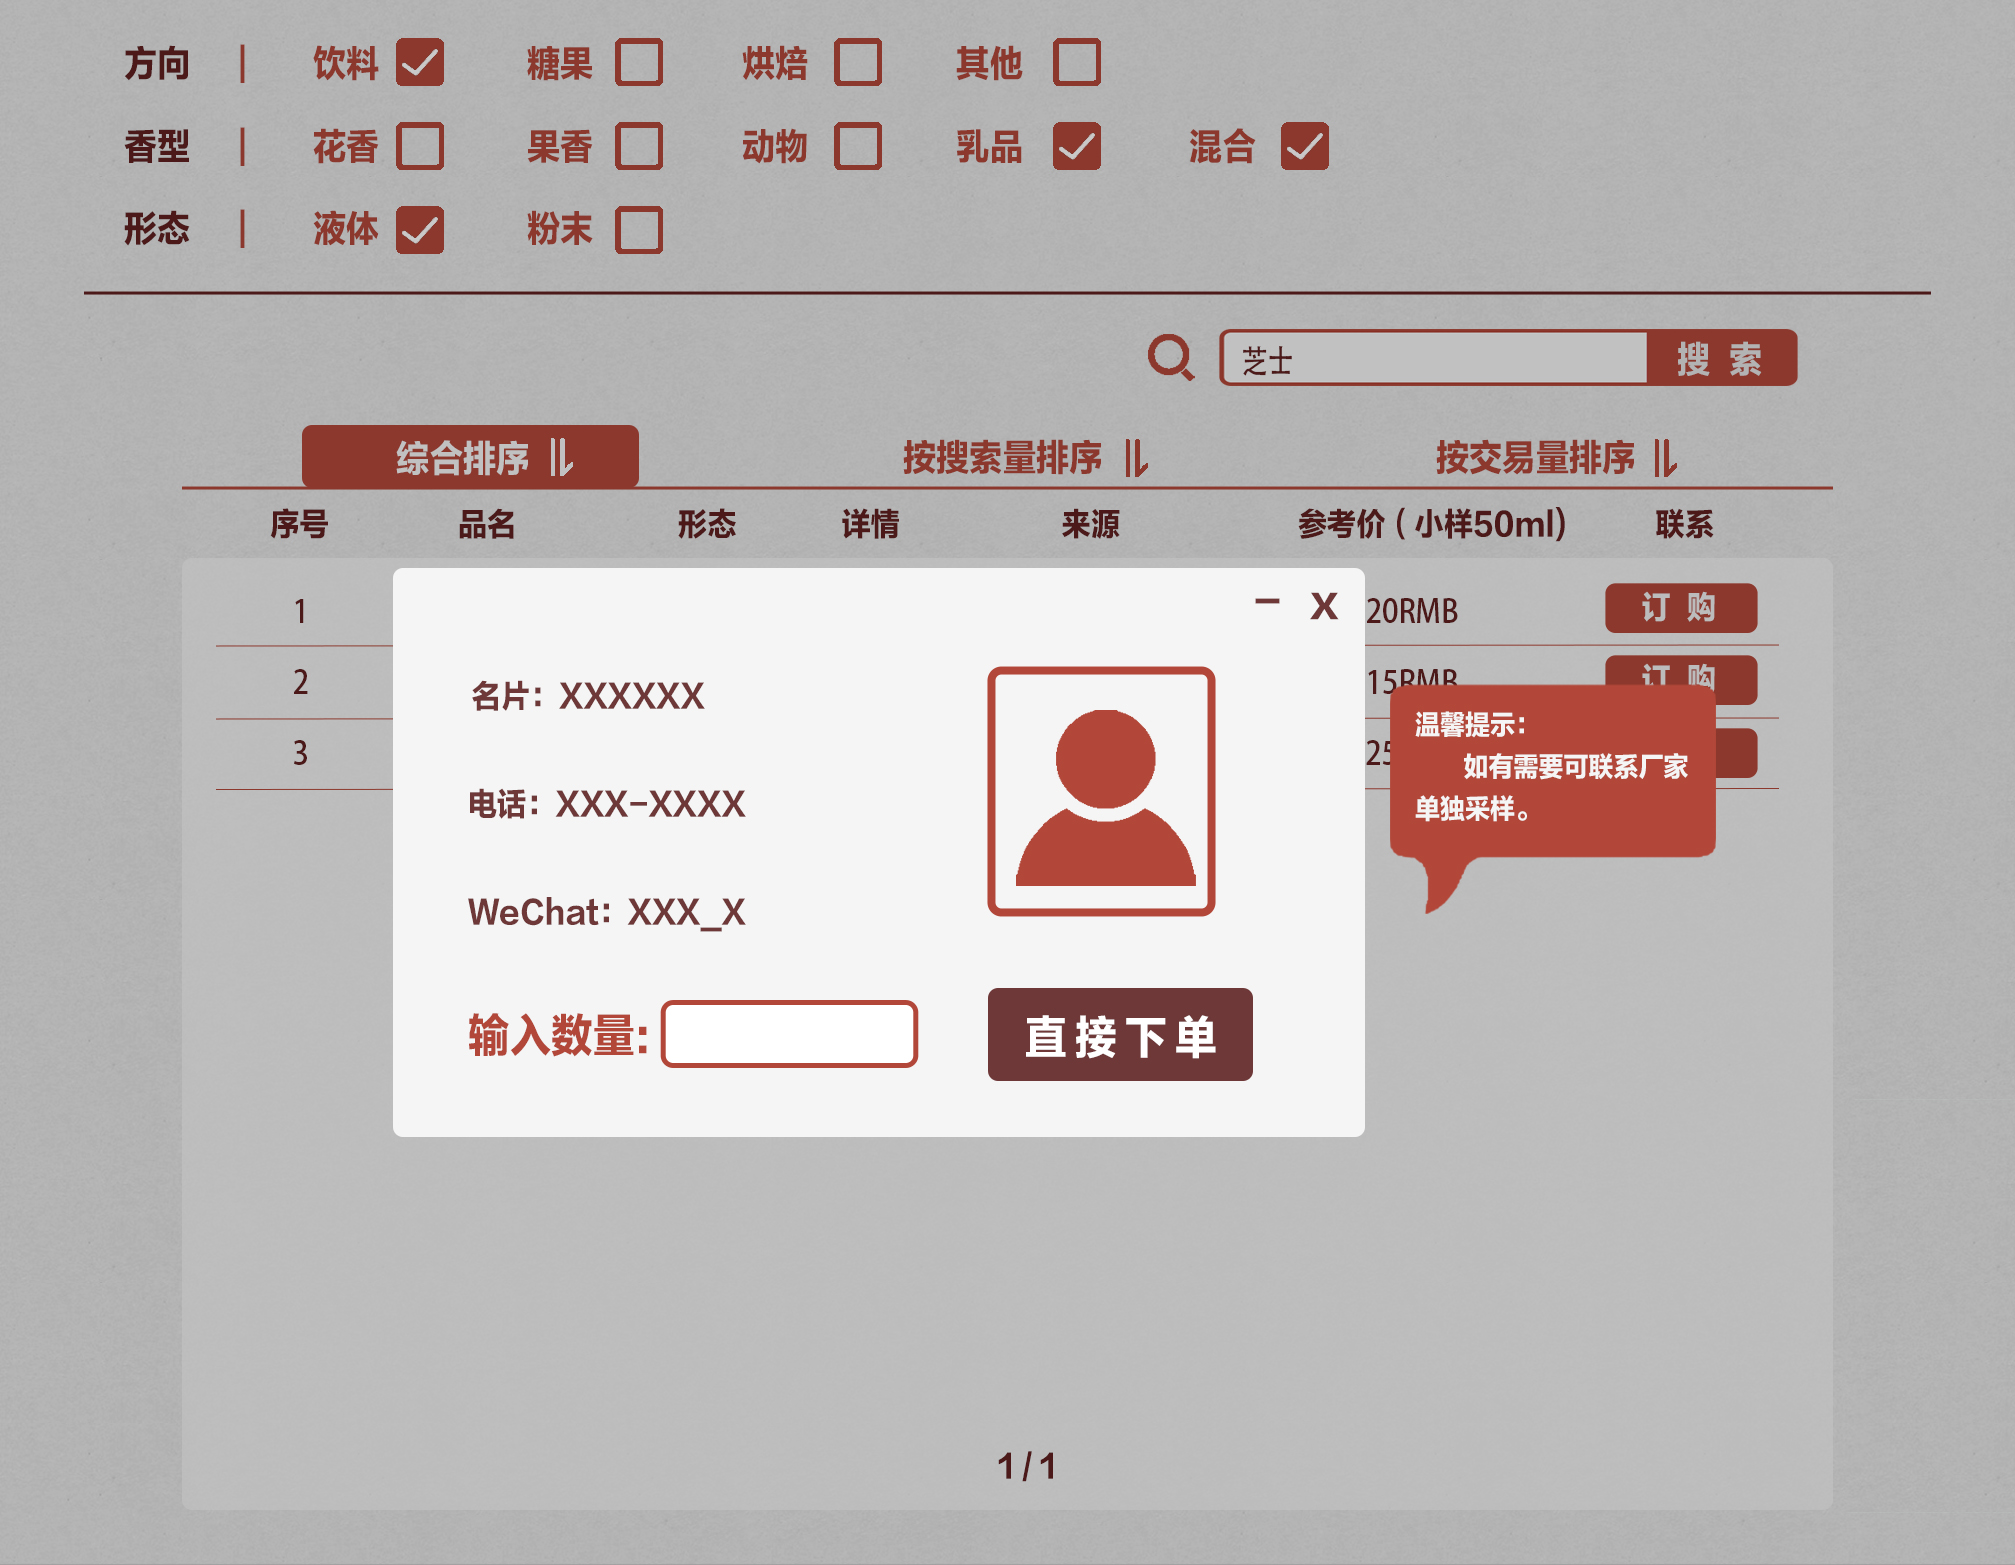 方向 | 饮料 糖果 烘焙 其他
香型 | 花香 果香 动物 乳品 混合
形态 | 液体 粉末
芝士 搜 索
综合排序 按搜索量排序 按交易量排序
序号 品名 形态 详情 来源 参考价 ( 小样50ml) 联系
1 20RMB 订 购
2 15RMB 订 购
3 25
– X
名片: XXXXXX
电话: XXX–XXXX
WeChat: XXX_X
输入数量:
直接下单
温馨提示:
如有需要可联系厂家
单独采样。
1/1